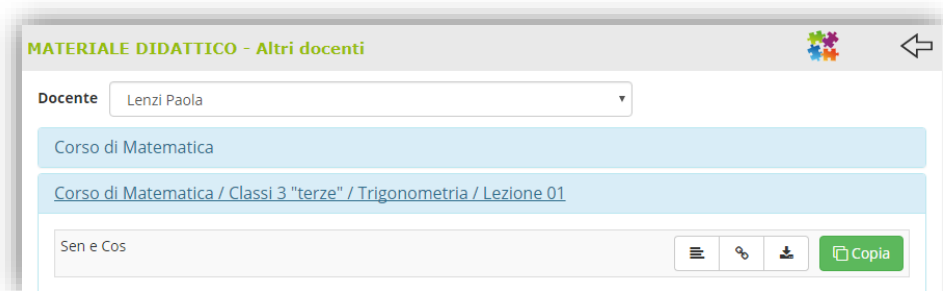 MATERIALE DIDATTICO - Altri docenti
Docente Lenzi Paola
Corso di Matematica
Corso di Matematica / Classi 3 "terze" / Trigonometria / Lezione 01
Sen e Cos Copia